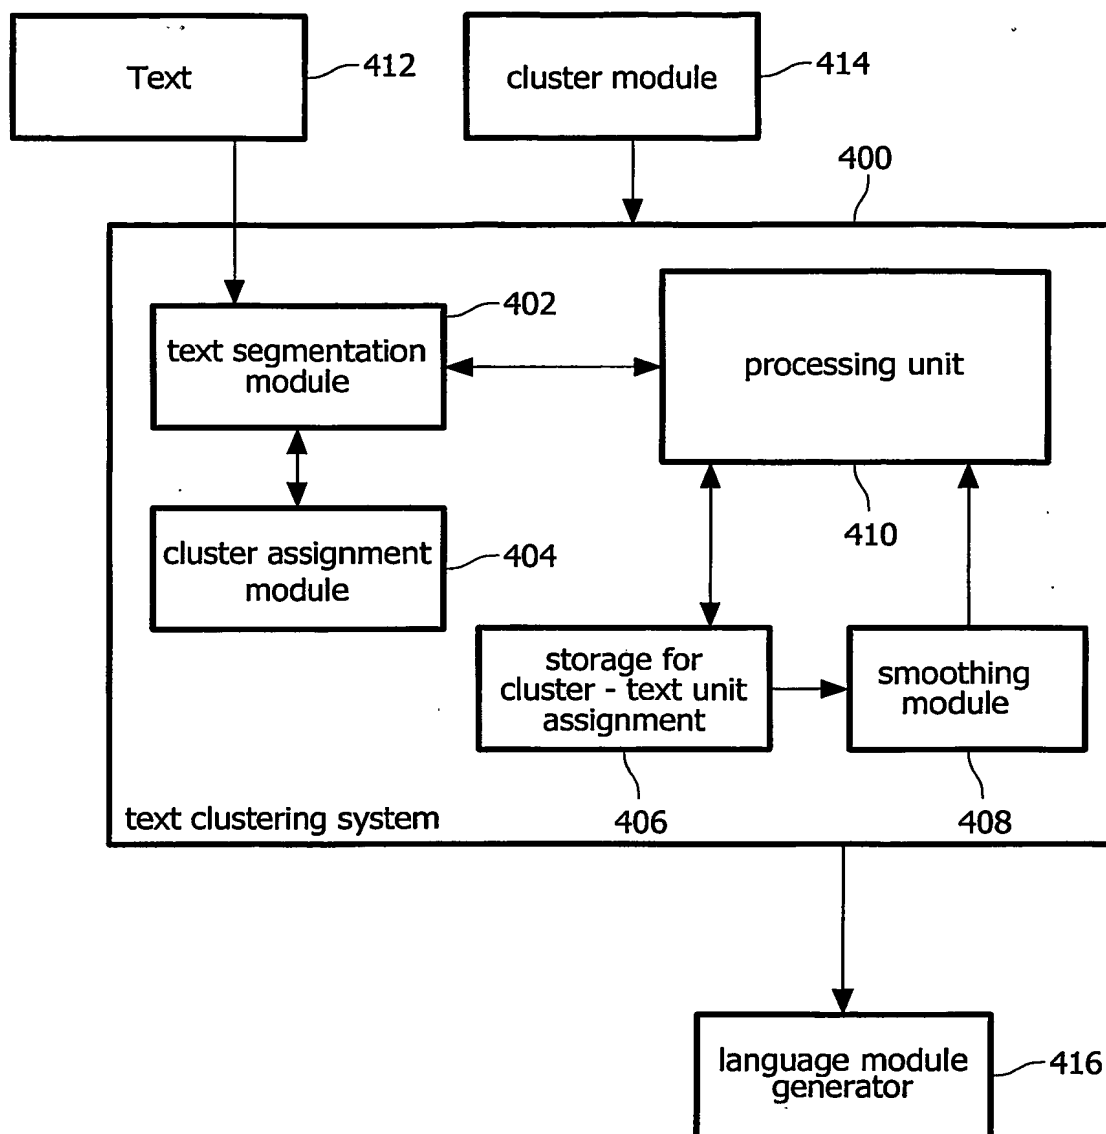 Text
412
cluster module
414
400
402
text segmentation
module
processing unit
410
cluster assignment
module
404
storage for
cluster - text unit
assignment
smoothing
module
406
408
text clustering system
language module
generator
416